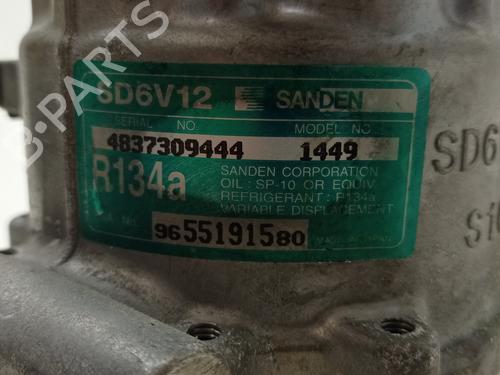 B-PARTS
SD6V12 SANDEN
SERIAL NO. MODEL NO.
4837309444 1449
R134a SANDEN CORPORATION
OIL : SP-10 OR EQUIV.
REFRIGERANT : R134a
VARIABLE DISPLACEMENT
9655191580
SD6